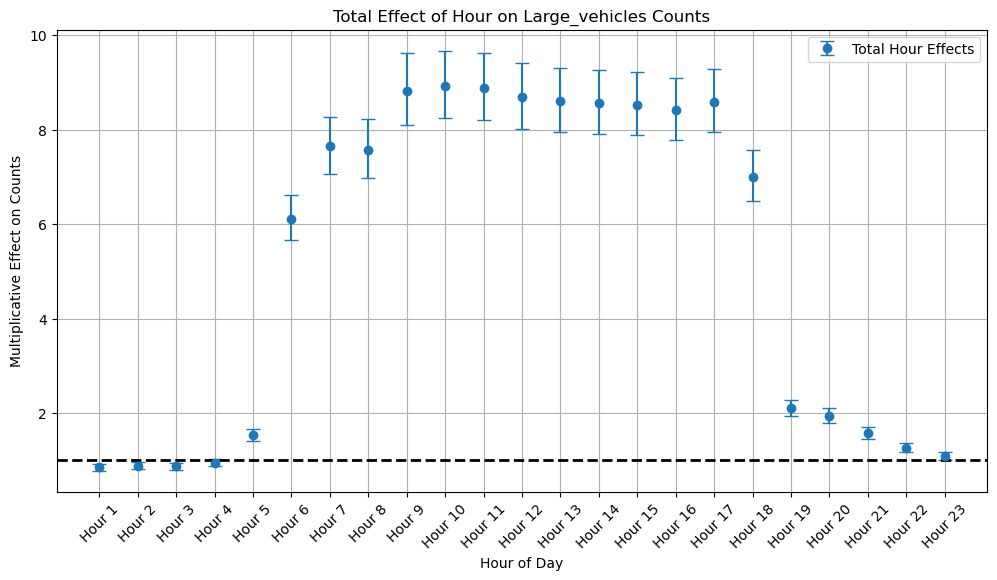 Total Effect of Hour on Large_vehicles Counts
Total Hour Effects
Multiplicative Effect on Counts
10
8
6
4
2
Hour 1
Hour 2
Hour 3
Hour 4
Hour 5
Hour 6
Hour 7
Hour 8
Hour 9
Hour 10
Hour 11
Hour 12
Hour 13
Hour 14
Hour 15
Hour 16
Hour 17
Hour 18
Hour 19
Hour 20
Hour 21
Hour 22
Hour 23
Hour of Day